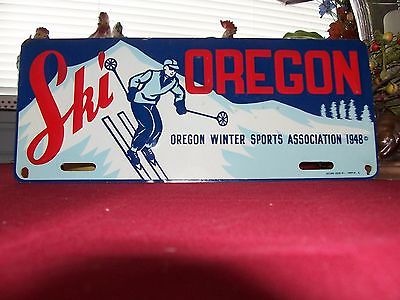 Ski OREGON
OREGON WINTER SPORTS ASSOCIATION 1948 ©